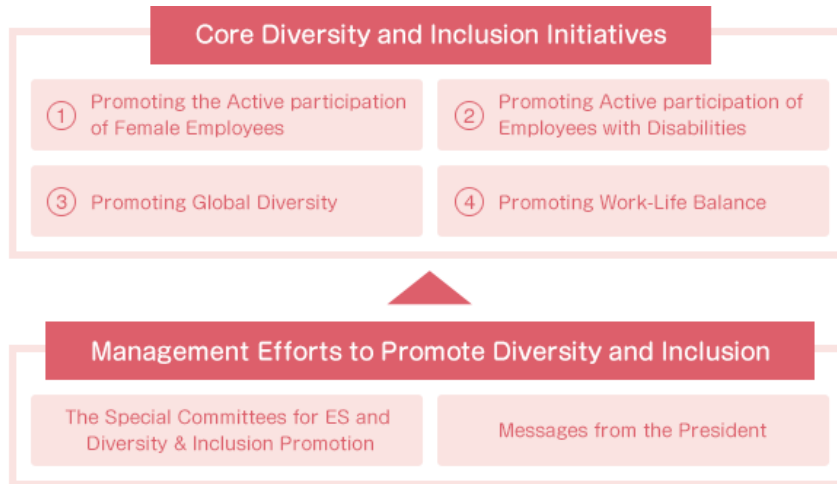 Core Diversity and Inclusion Initiatives
① Promoting the Active participation
of Female Employees
② Promoting Active participation of
Employees with Disabilities
③ Promoting Global Diversity
④ Promoting Work-Life Balance
Management Efforts to Promote Diversity and Inclusion
The Special Committees for ES and
Diversity & Inclusion Promotion
Messages from the President